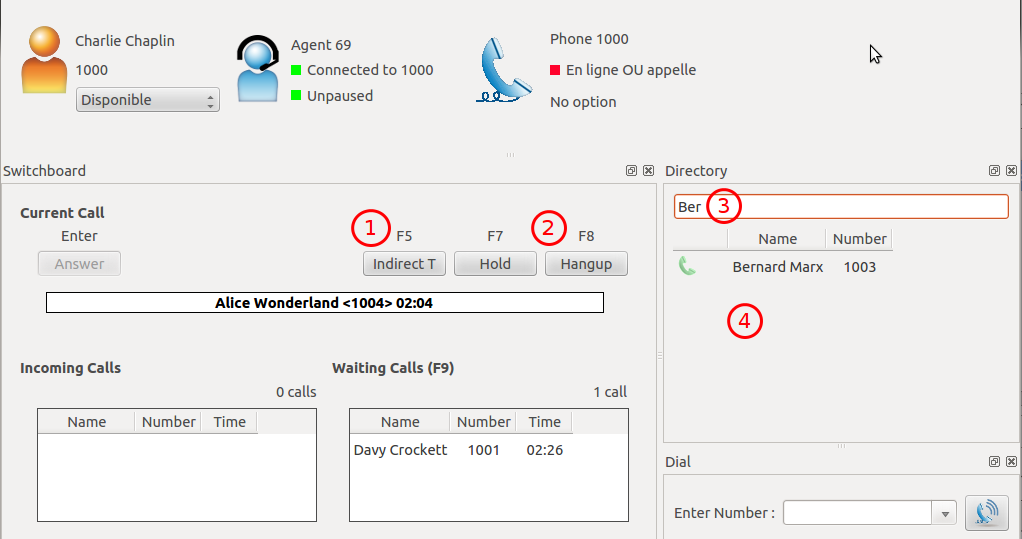 Charlie Chaplin
1000
Disponible
Agent 69
Connected to 1000
Unpaused
Phone 1000
En ligne OU appelle
No option
Switchboard
Current Call
Enter
1 F5
F7
2 F8
Answer
Indirect T
Hold
Hangup
Alice Wonderland <1004> 02:04
Incoming Calls
0 calls
Name Number Time
Waiting Calls (F9)
1 call
Name Number Time
Davy Crockett 1001 02:26
Directory
Ber 3
Name Number
Bernard Marx 1003
4
Dial
Enter Number :